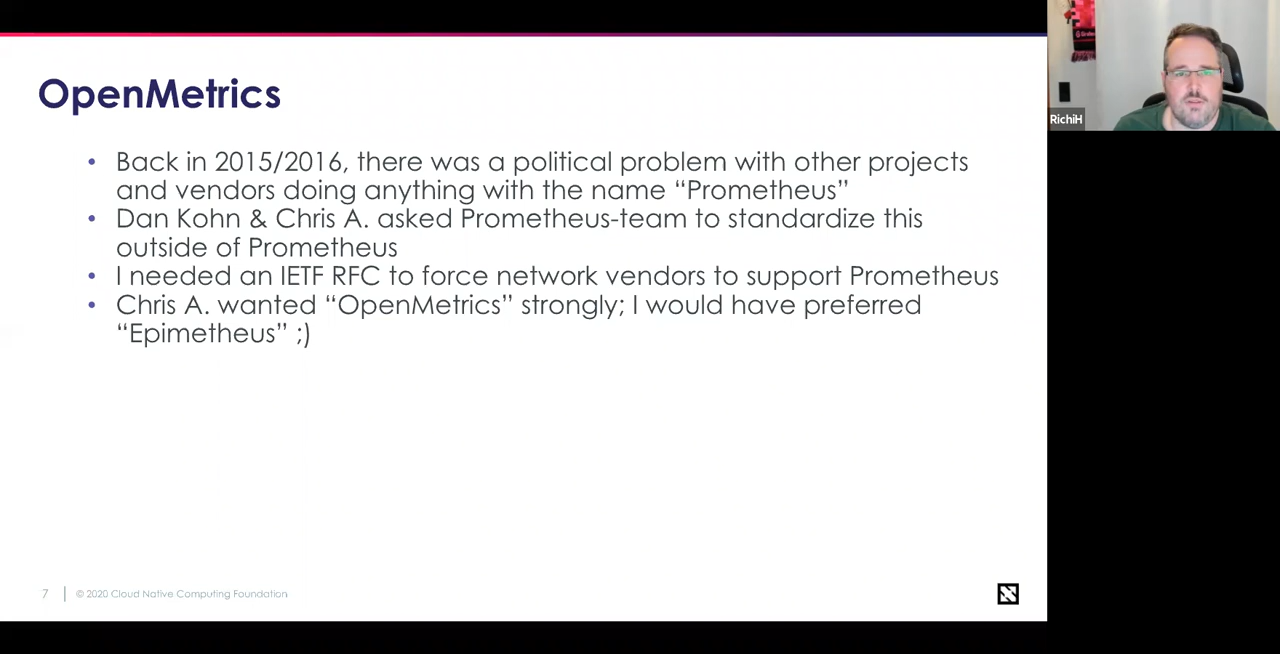 OpenMetrics
• Back in 2015/2016, there was a political problem with other projects
and vendors doing anything with the name “Prometheus”
• Dan Kohn & Chris A. asked Prometheus-team to standardize this
outside of Prometheus
• I needed an IETF RFC to force network vendors to support Prometheus
• Chris A. wanted “OpenMetrics” strongly; I would have preferred
“Epimetheus” ;)
7 | © 2020 Cloud Native Computing Foundation
RichiH